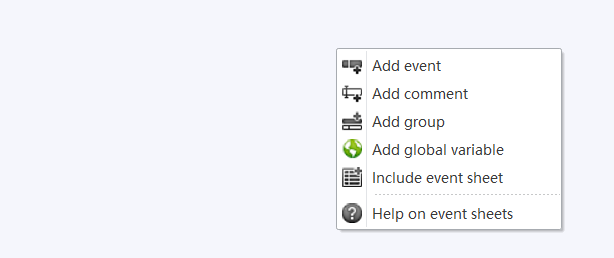 Add event
Add comment
Add group
Add global variable
Include event sheet
Help on event sheets